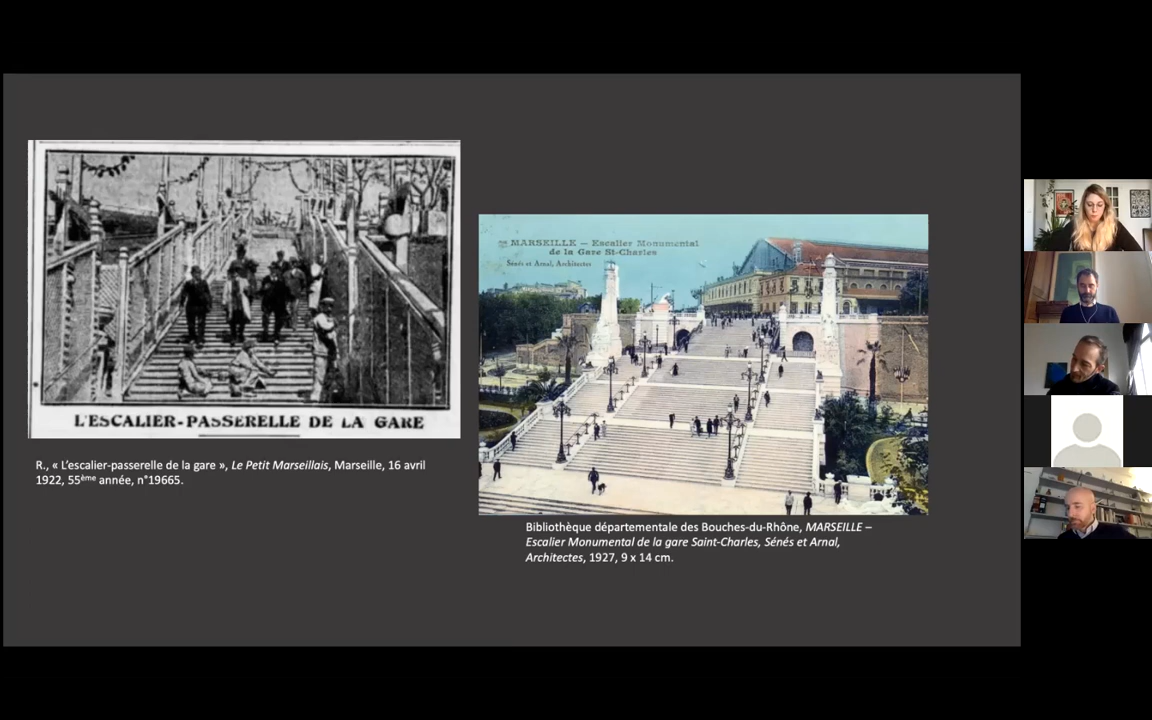 L'ESCALIER-PASSERELLE DE LA GARE
R., « L'escalier-passerelle de la gare », Le Petit Marseillais, Marseille, 16 avril
1922, 55ème année, n°19665.
MARSEILLE — Escalier Monumental
de la Gare St-Charles
Sénés et Arnal, Architectes
Bibliothèque départementale des Bouches-du-Rhône, MARSEILLE –
Escalier Monumental de la gare Saint-Charles, Sénés et Arnal,
Architectes, 1927, 9 x 14 cm.